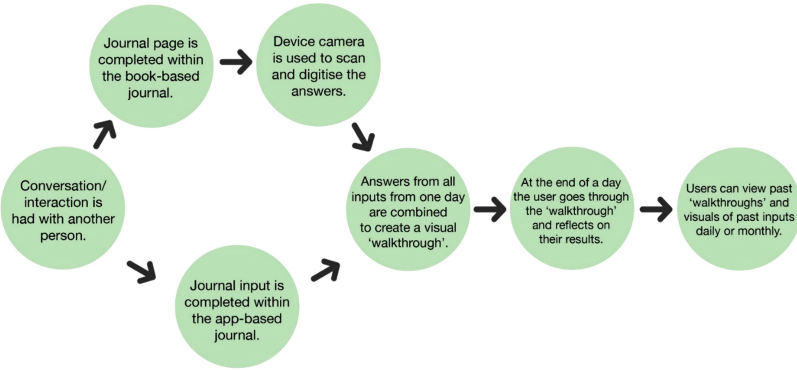 Conversation/
interaction is
had with another
person.
Journal page is
completed within
the book-based
journal.
Device camera
is used to scan
and digitise the
answers.
Journal input is
completed within
the app-based
journal.
Answers from all
inputs from one day
are combined
to create a visual
‘walkthrough’.
At the end of a day
the user goes through
the ‘walkthrough’
and reflects on
their results.
Users can view past
‘walkthroughs’ and
visuals of past inputs
daily or monthly.